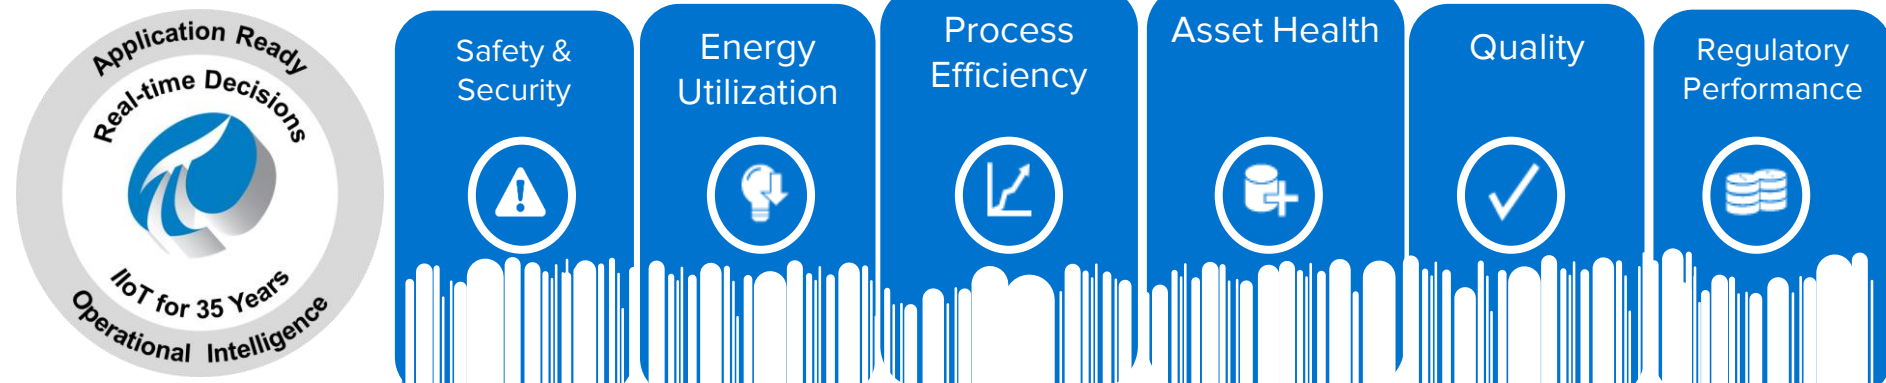 Application Ready
Real-time Decisions
IIoT for 35 Years
Operational Intelligence
Safety &
Security
Energy
Utilization
Process
Efficiency
Asset Health
Quality
Regulatory
Performance